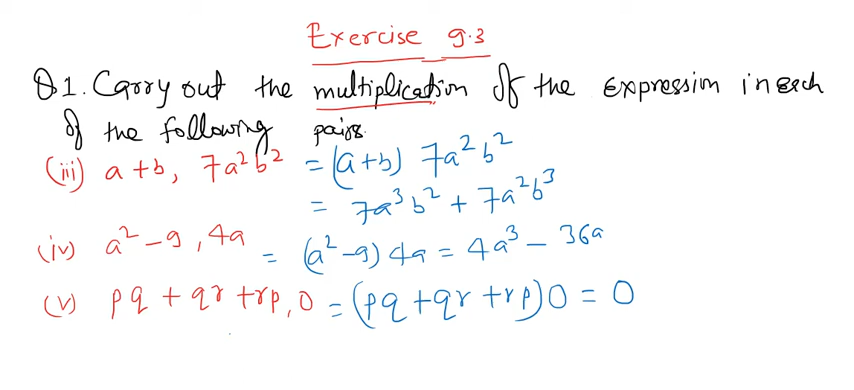 Exercise 9.3
Q1. Carry out the multiplication of the expression in each
of the following pairs.
(iii) a + b, 7a²b² = (a+b) 7a²b²
= 7a³b² + 7a²b³
(iv) a² - 9, 4a = (a² - 9) 4a = 4a³ - 36a
(v) pq + qr + rp, 0 = (pq + qr + rp) 0 = 0